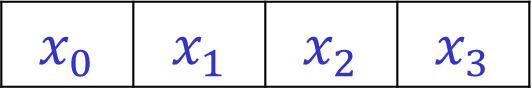 x₀ x₁ x₂ x₃